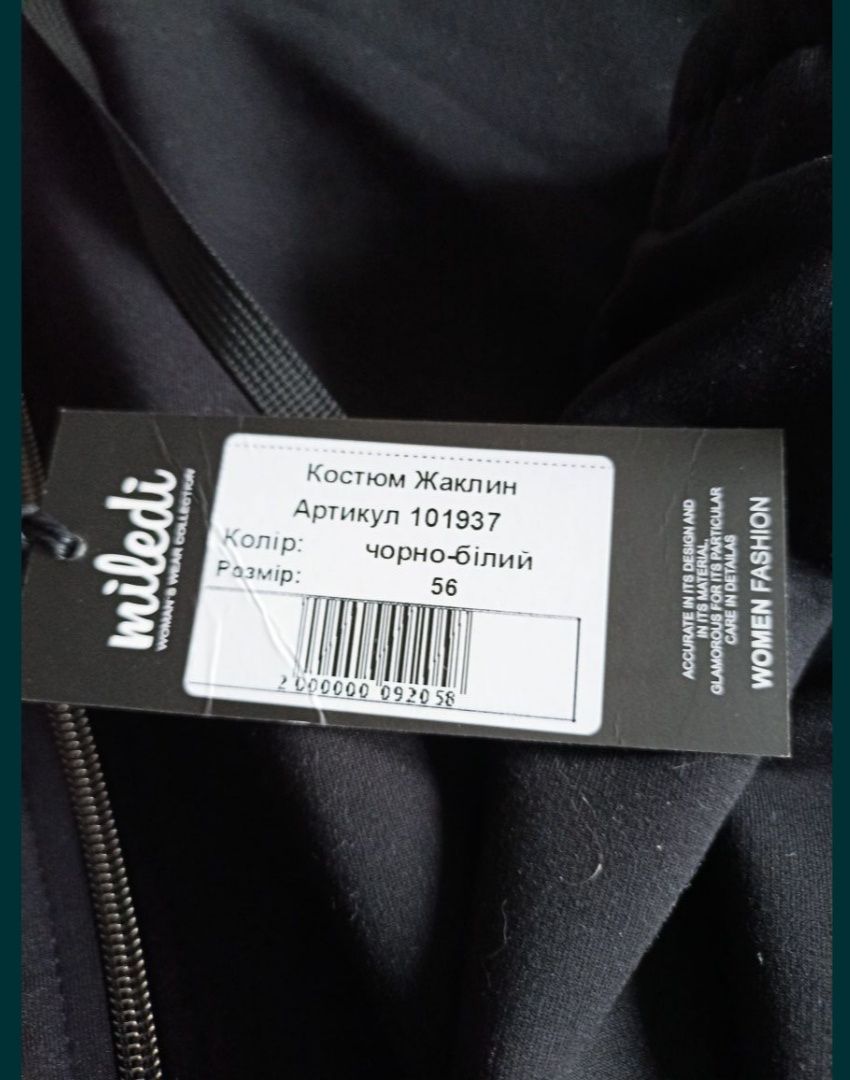 miledi
WOMAN'S WEAR COLLECTION
Костюм Жаклин
Артикул 101937
Колір: чорно-білий
Розмір: 56
2 000000 092058
ACCURATE IN ITS DESIGN AND
IN ITS MATERIAL,
GLAMOROUS FOR ITS PARTICULAR
CARE IN DETAILAS
WOMEN FASHION